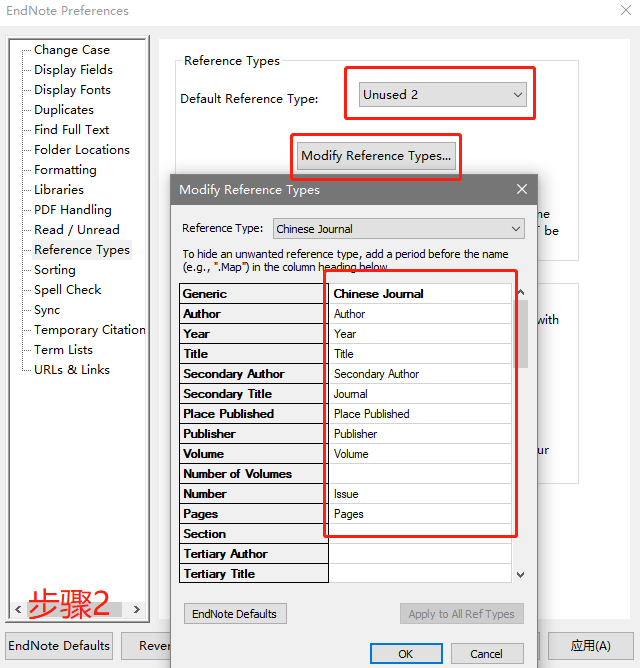 EndNote Preferences
Change Case
Display Fields
Display Fonts
Duplicates
Find Full Text
Folder Locations
Formatting
Libraries
PDF Handling
Read / Unread
Reference Types
Sorting
Spell Check
Sync
Temporary Citation
Term Lists
URLs & Links
步骤2
Reference Types
Default Reference Type: Unused 2
Modify Reference Types...
me
T be
with
ur
Modify Reference Types
Reference Type: Chinese Journal
To hide an unwanted reference type, add a period before the name
(e.g., ".Map") in the column heading below.
Generic Chinese Journal
Author Author
Year Year
Title Title
Secondary Author Secondary Author
Secondary Title Journal
Place Published Place Published
Publisher Publisher
Volume Volume
Number of Volumes
Number Issue
Pages Pages
Section
Tertiary Author
Tertiary Title
EndNote Defaults Apply to All Ref Types
OK Cancel
EndNote Defaults Rever 应用(A)